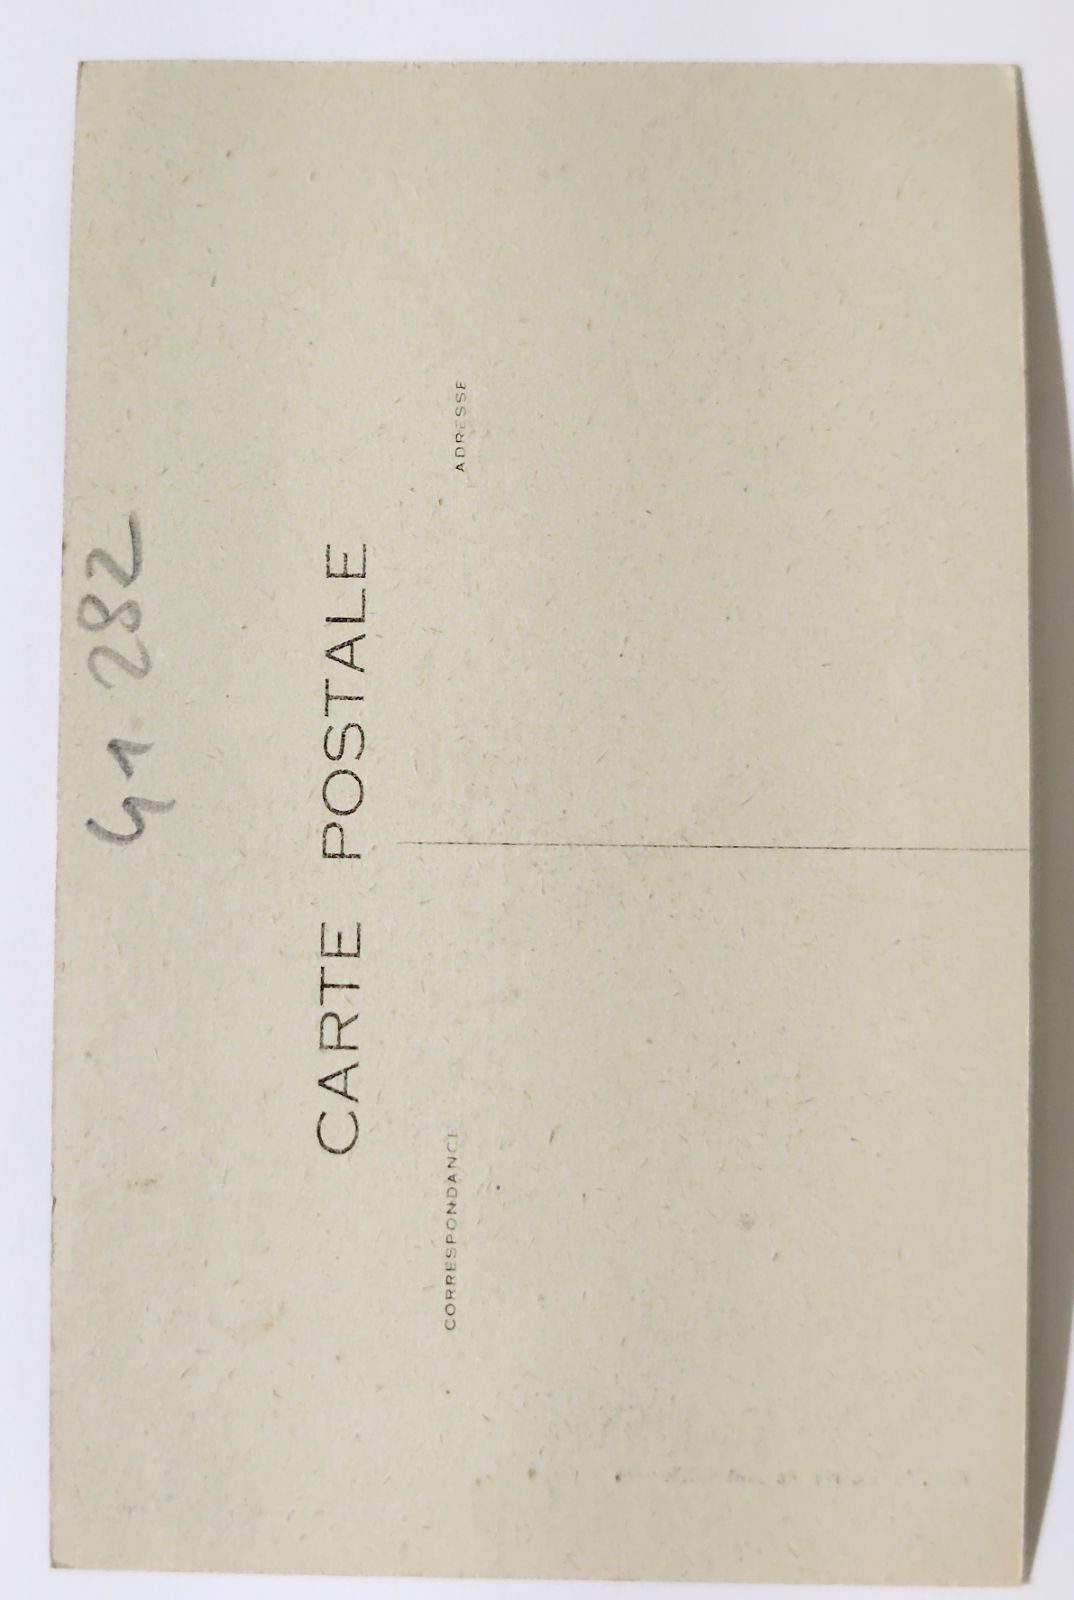 41 282
CARTE POSTALE
CORRESPONDANCE
ADRESSE